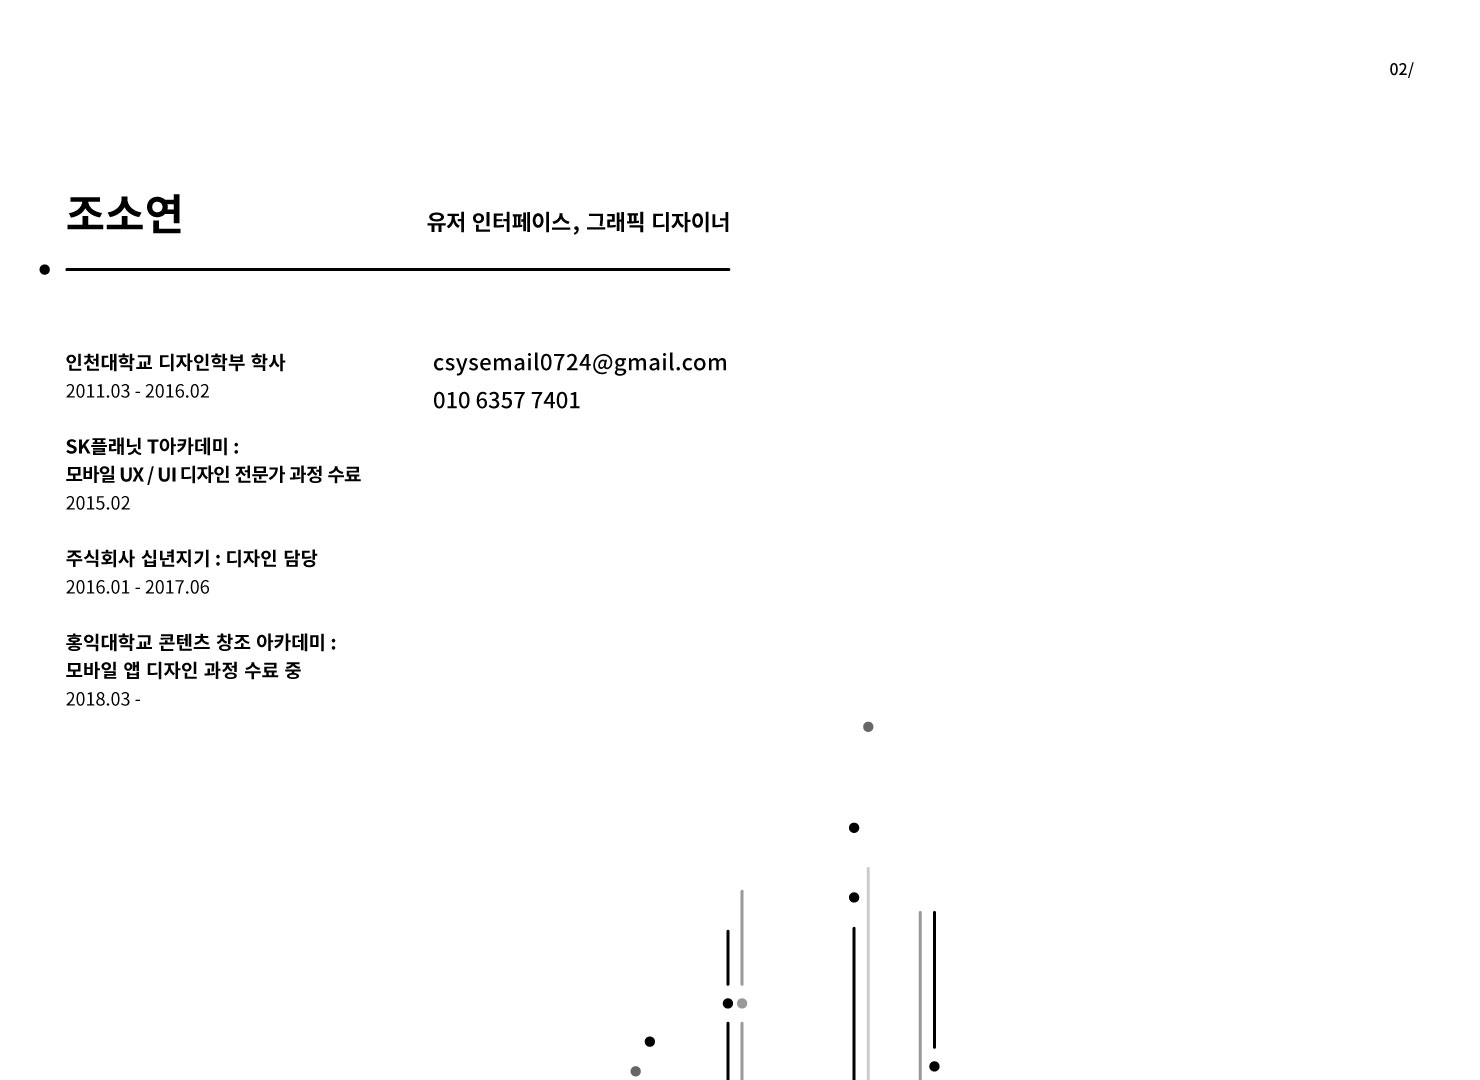 02/
조소연
유저 인터페이스, 그래픽 디자이너
인천대학교 디자인학부 학사
2011.03 - 2016.02
SK플래닛 T아카데미 :
모바일 UX / UI 디자인 전문가 과정 수료
2015.02
주식회사 십년지기 : 디자인 담당
2016.01 - 2017.06
홍익대학교 콘텐츠 창조 아카데미 :
모바일 앱 디자인 과정 수료 중
2018.03 -
csysemail0724@gmail.com
010 6357 7401